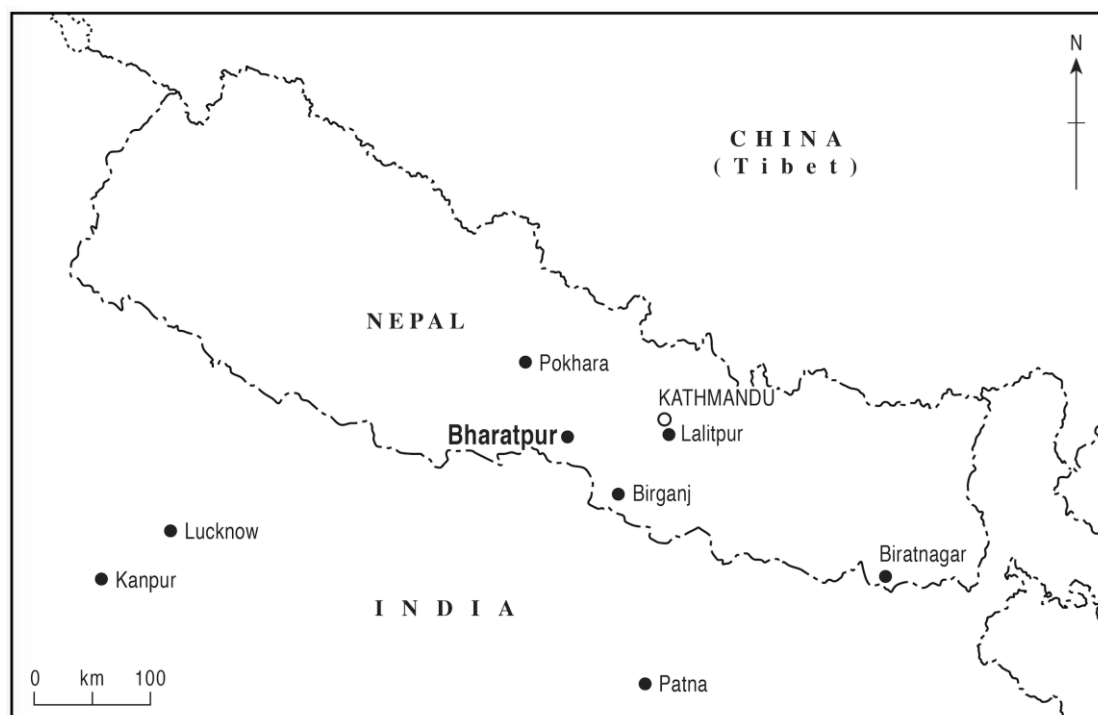 N
CHINA
(Tibet)
NEPAL
Pokhara
KATHMANDU
Lalitpur
Bharatpur
Birganj
Lucknow
Biratnagar
Kanpur
INDIA
0 km 100
Patna